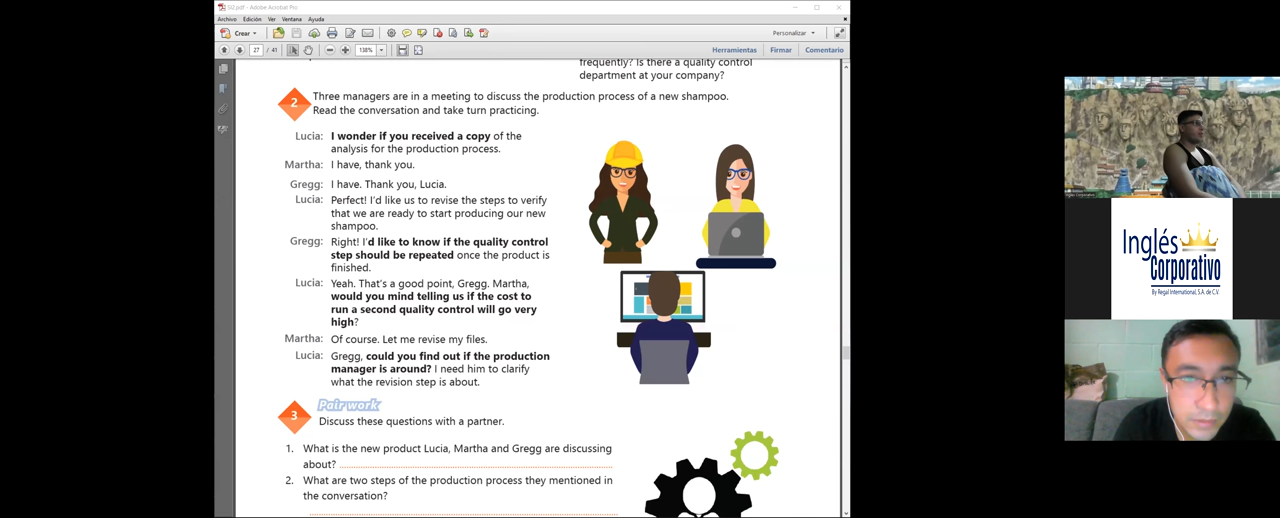 SI2.pdf - Adobe Acrobat Pro
Archivo Edición Ver Ventana Ayuda
Crear
Personalizar
27 / 41
138%
Herramientas Firmar Comentario
frequently? Is there a quality control
department at your company?
2
Three managers are in a meeting to discuss the production process of a new shampoo.
Read the conversation and take turn practicing.
Lucia: I wonder if you received a copy of the
analysis for the production process.
Martha: I have, thank you.
Gregg: I have. Thank you, Lucia.
Lucia: Perfect! I'd like us to revise the steps to verify
that we are ready to start producing our new
shampoo.
Gregg: Right! I'd like to know if the quality control
step should be repeated once the product is
finished.
Lucia: Yeah. That's a good point, Gregg. Martha,
would you mind telling us if the cost to
run a second quality control will go very
high?
Martha: Of course. Let me revise my files.
Lucia: Gregg, could you find out if the production
manager is around? I need him to clarify
what the revision step is about.
3
Pair work
Discuss these questions with a partner.
1. What is the new product Lucia, Martha and Gregg are discussing
about?
2. What are two steps of the production process they mentioned in
the conversation?
Inglés
Corporativo
By Regal International, S.A. de C.V.